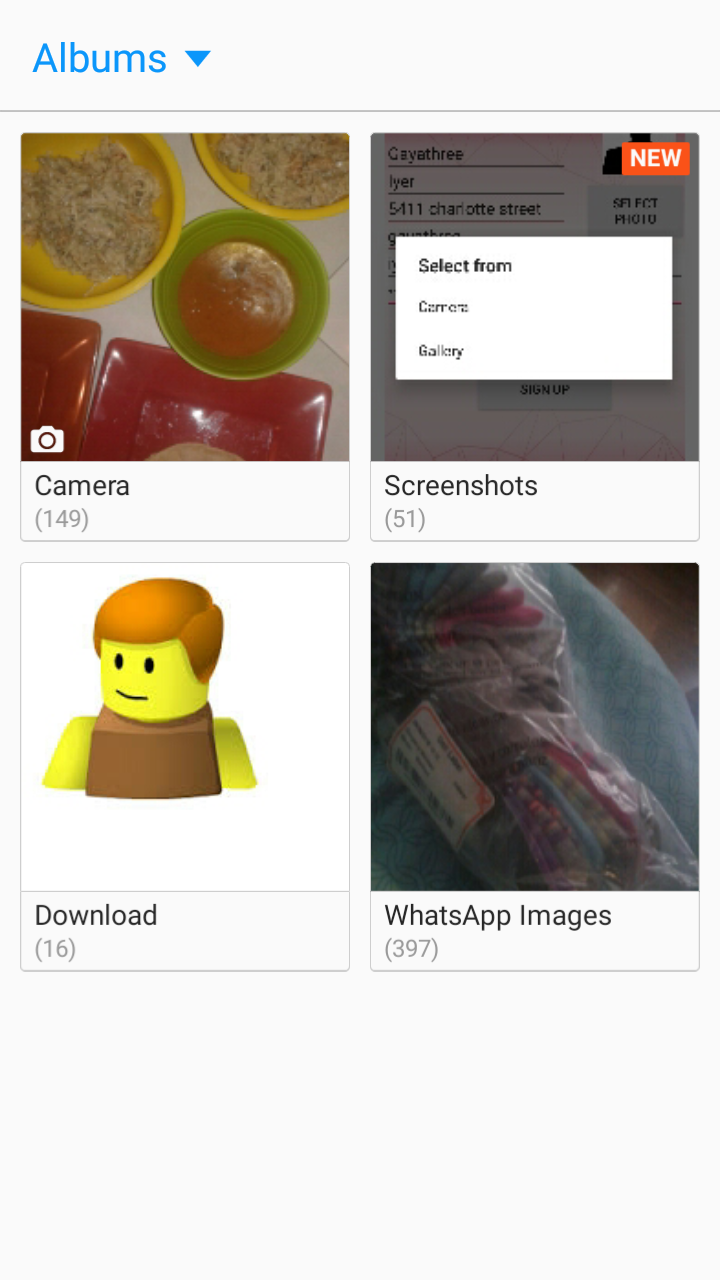 Albums
Gayathree
NEW
Iyer
SELECT
PHOTO
5411 charlotte street
gayathree
Select from
Camera
Gallery
SIGN UP
Camera
(149)
Screenshots
(51)
Download
(16)
WhatsApp Images
(397)